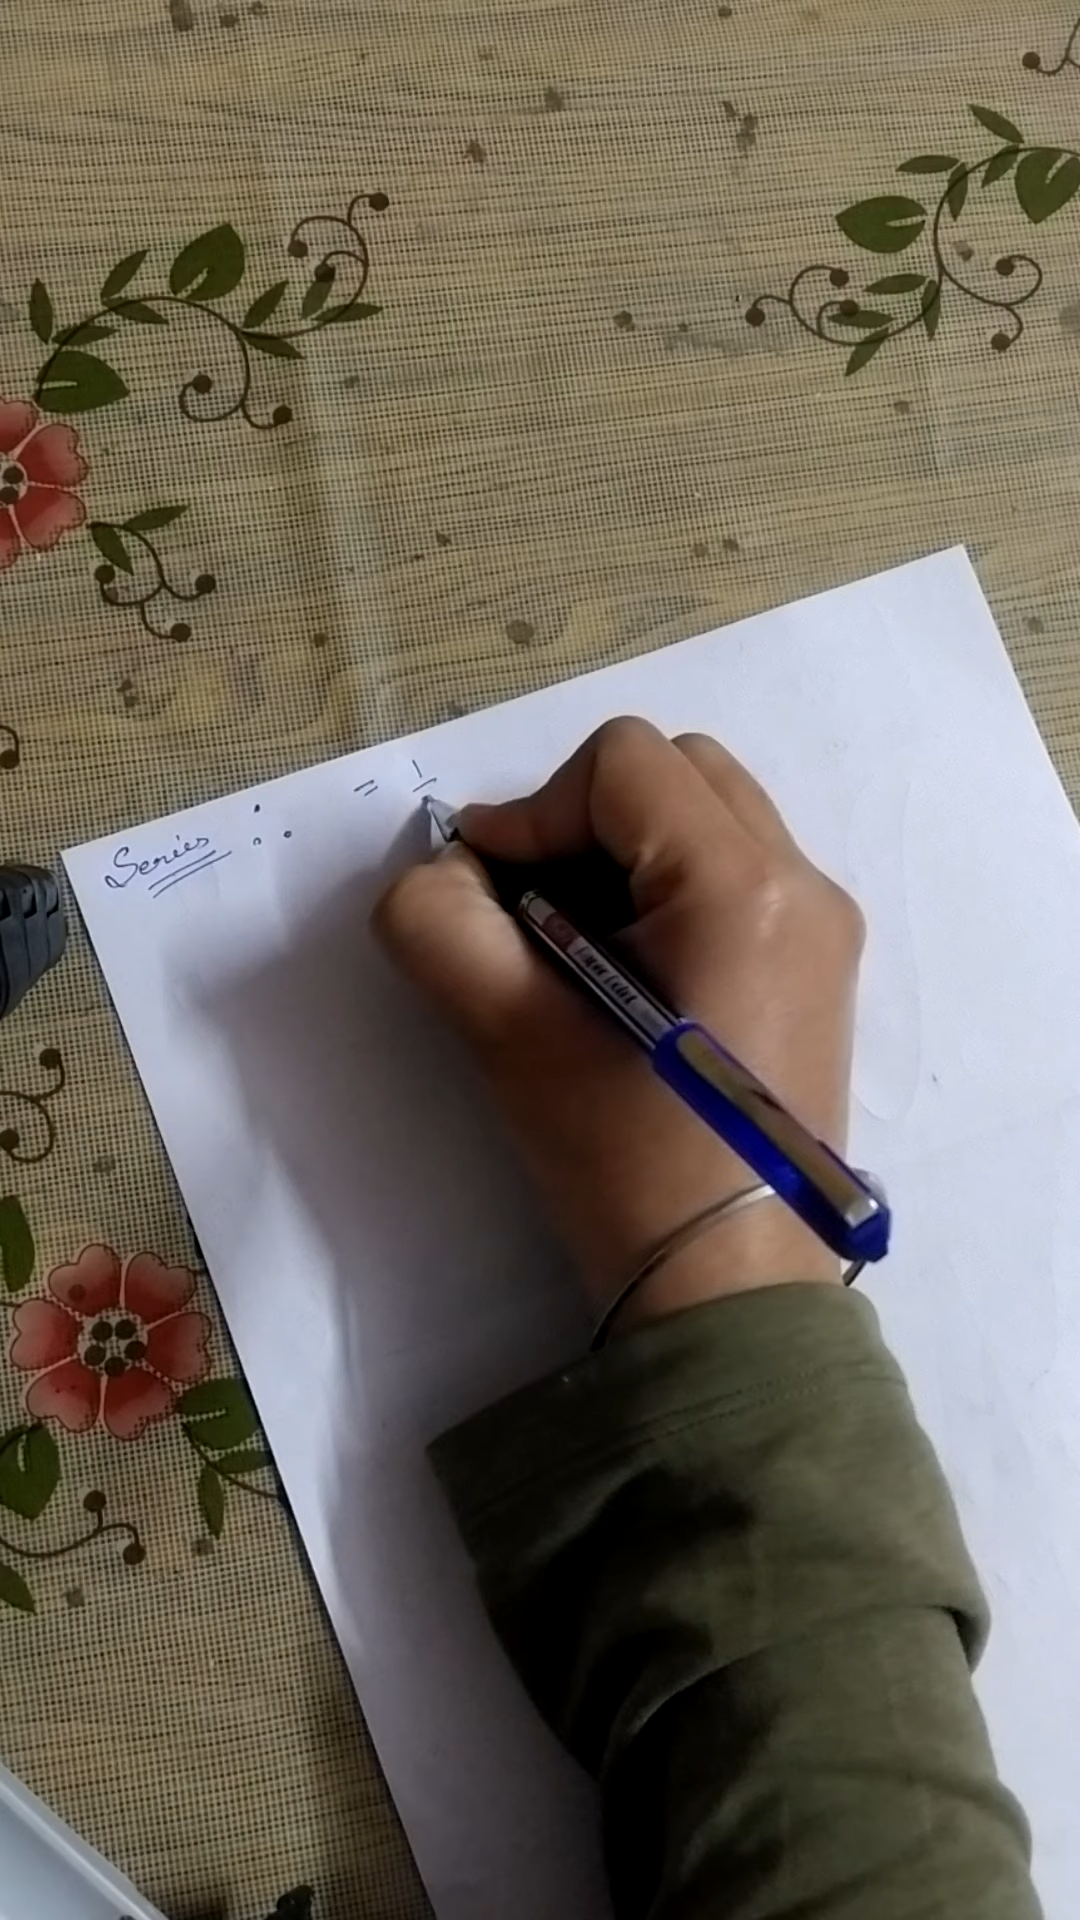 Series : . = 1